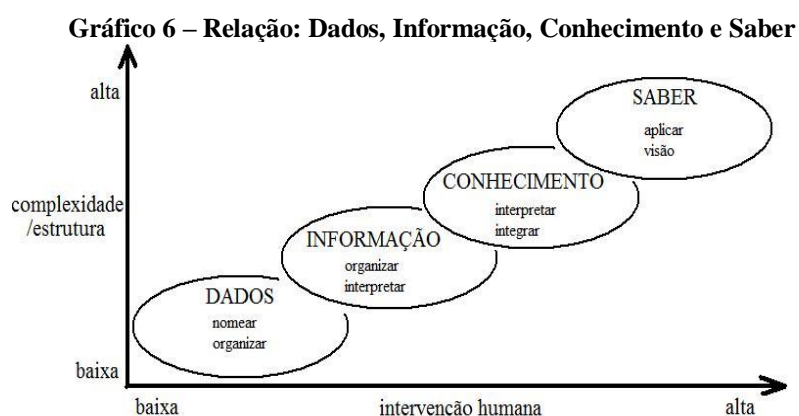 Gráfico 6 – Relação: Dados, Informação, Conhecimento e Saber
alta
SABER
aplicar
visão
CONHECIMENTO
interpretar
integrar
complexidade
/estrutura
INFORMAÇÃO
organizar
interpretar
DADOS
nomear
organizar
baixa
baixa
intervenção humana
alta